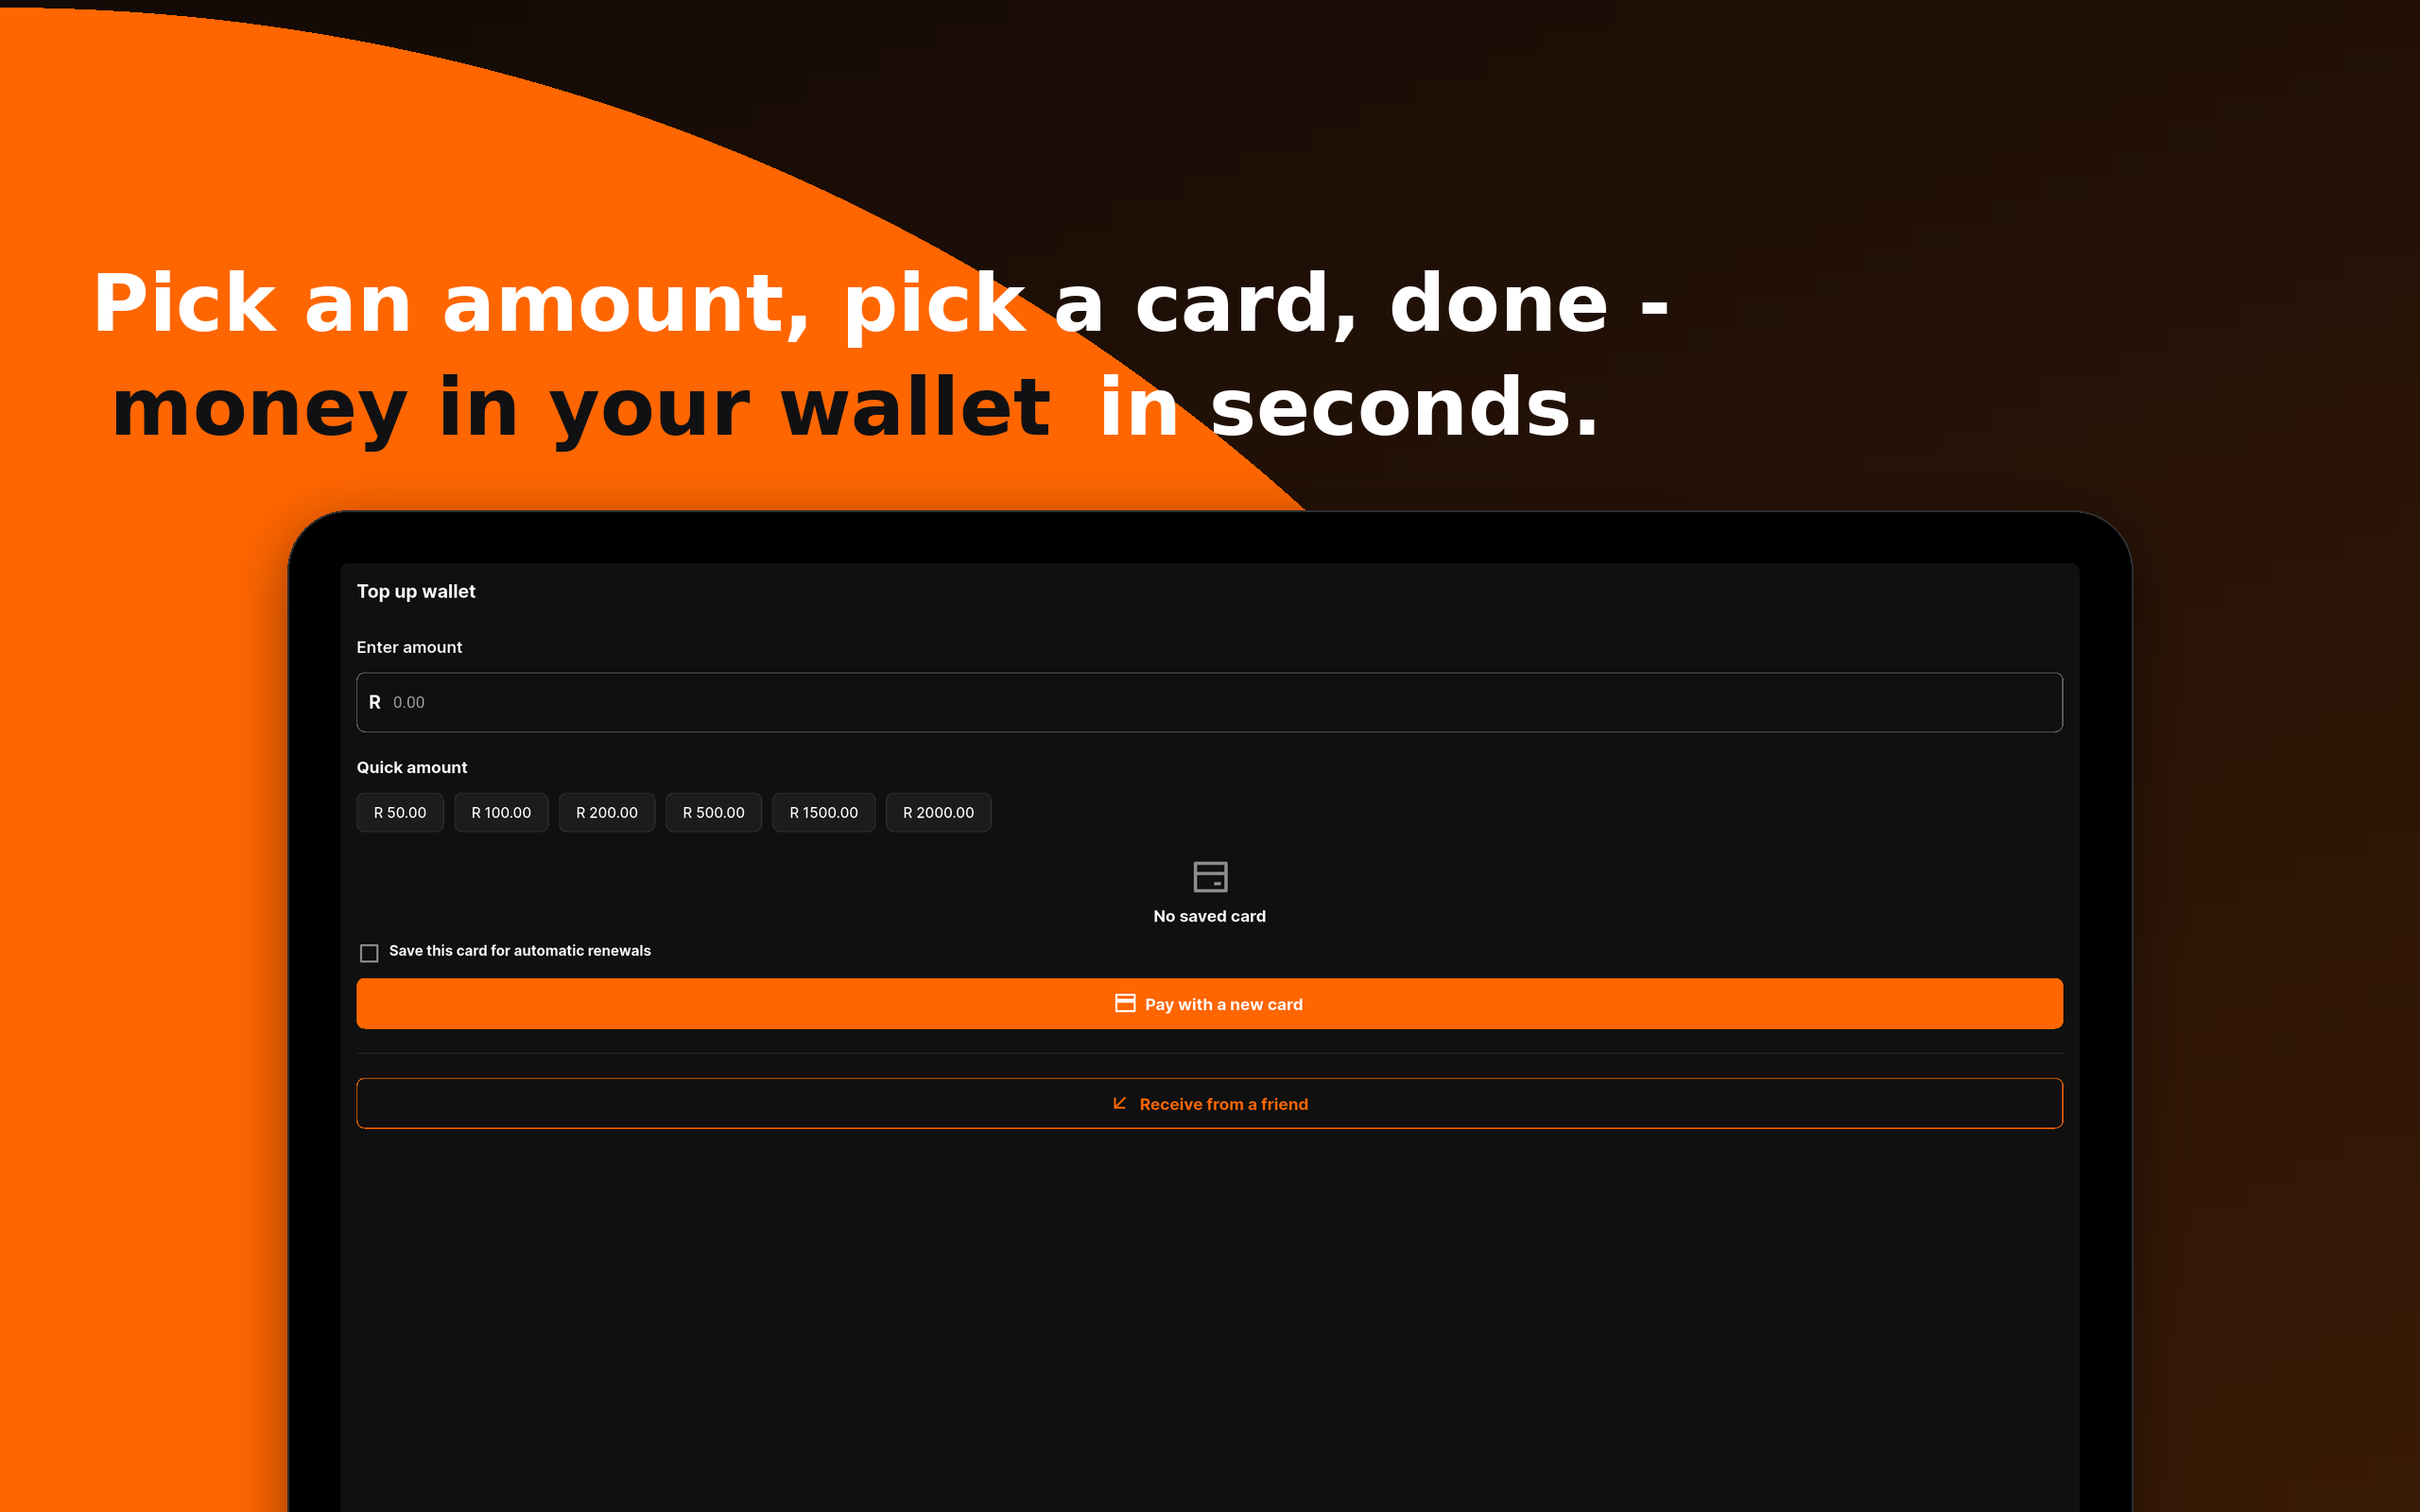 Pick an amount, pick a card, done -
money in your wallet in seconds.
Top up wallet
Enter amount
R 0.00
Quick amount
R 50.00 R 100.00 R 200.00 R 500.00 R 1500.00 R 2000.00
No saved card
Save this card for automatic renewals
Pay with a new card
Receive from a friend